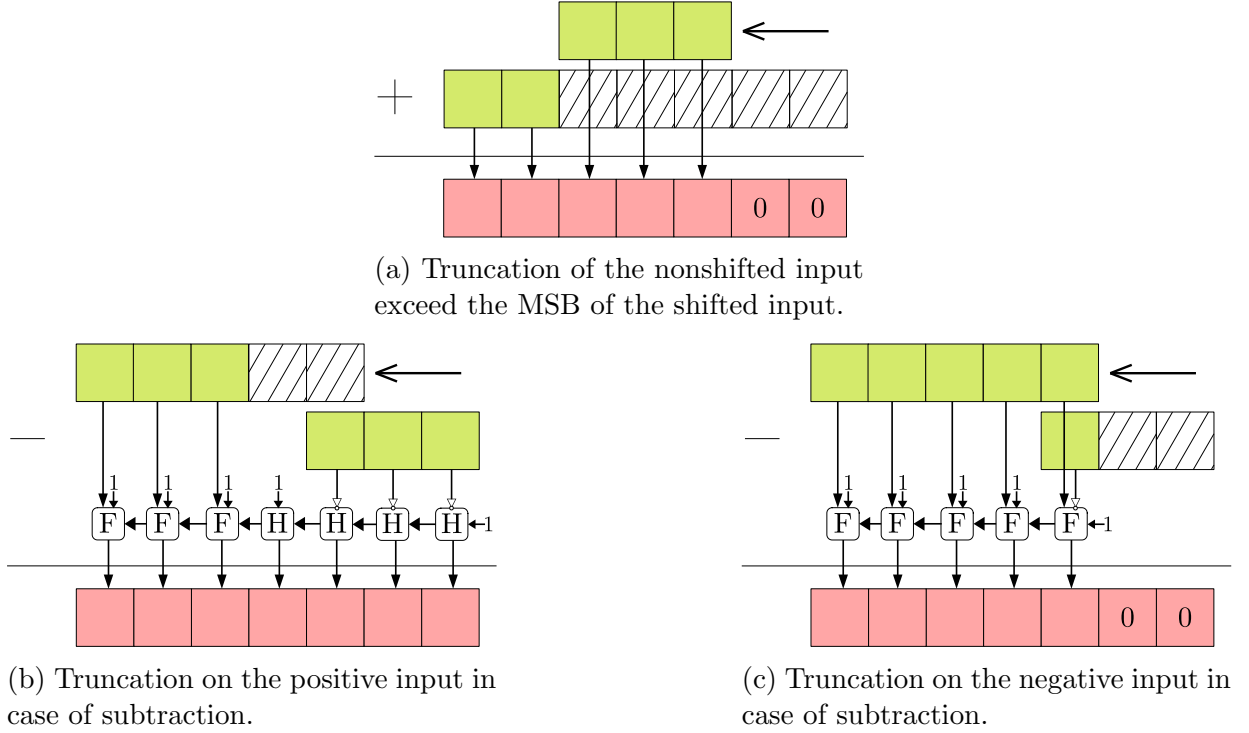 +
0 0
(a) Truncation of the nonshifted input
exceed the MSB of the shifted input.
—
1 1 1 1
F F F H H H H 1
(b) Truncation on the positive input in
case of subtraction.
—
1 1 1 1
F F F F F 1
0 0
(c) Truncation on the negative input in
case of subtraction.